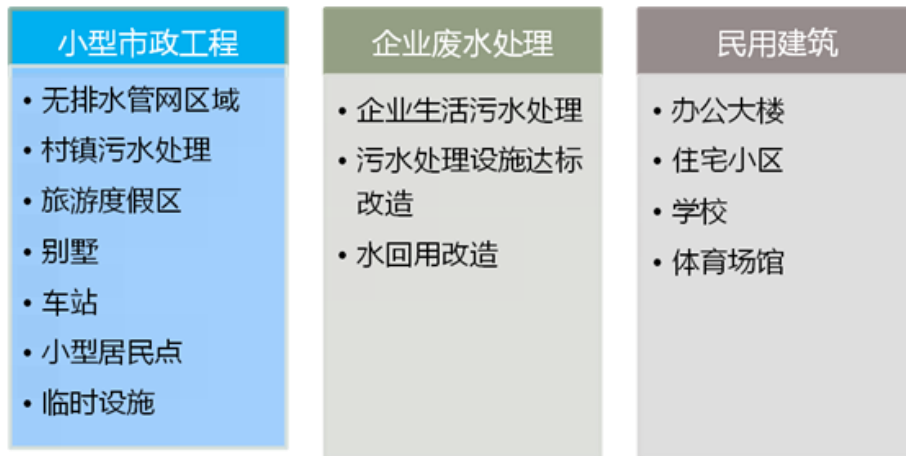 小型市政工程
• 无排水管网区域
• 村镇污水处理
• 旅游度假区
• 别墅
• 车站
• 小型居民点
• 临时设施
企业废水处理
• 企业生活污水处理
• 污水处理设施达标
改造
• 水回用改造
民用建筑
• 办公大楼
• 住宅小区
• 学校
• 体育场馆